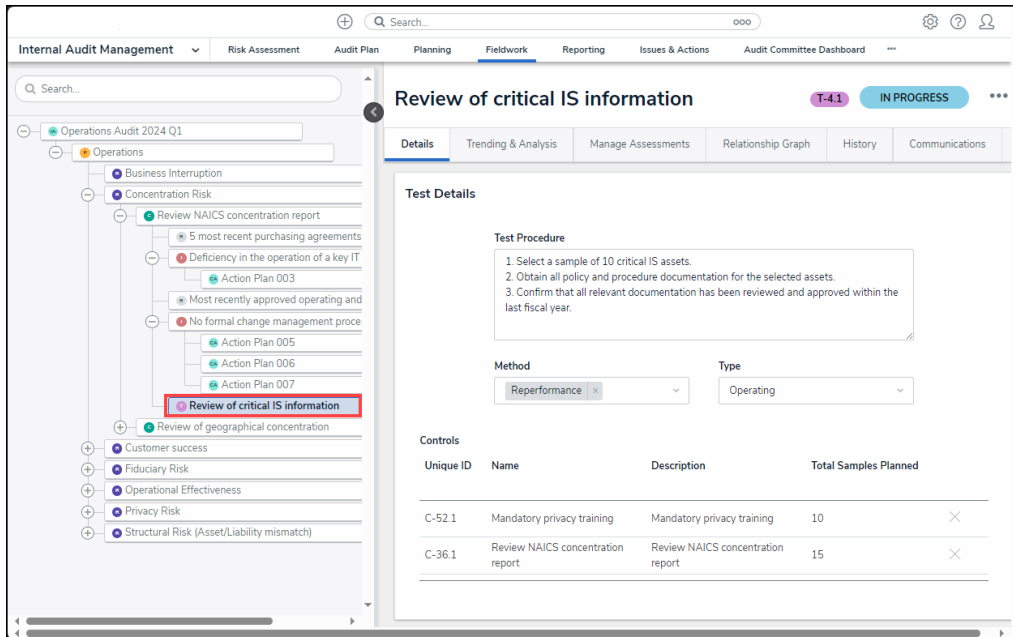 Search...
Internal Audit Management
Risk Assessment
Audit Plan
Planning
Fieldwork
Reporting
Issues & Actions
Audit Committee Dashboard
Search...
Operations Audit 2024 Q1
Operations
Business Interruption
Concentration Risk
Review NAICS concentration report
5 most recent purchasing agreements
Deficiency in the operation of a key IT
Action Plan 003
Most recently approved operating and
No formal change management proce
Action Plan 005
Action Plan 006
Action Plan 007
Review of critical IS information
Review of geographical concentration
Customer success
Fiduciary Risk
Operational Effectiveness
Privacy Risk
Structural Risk (Asset/Liability mismatch)
Review of critical IS information
T-4.1
IN PROGRESS
Details
Trending & Analysis
Manage Assessments
Relationship Graph
History
Communications
Test Details
Test Procedure
1. Select a sample of 10 critical IS assets.
2. Obtain all policy and procedure documentation for the selected assets.
3. Confirm that all relevant documentation has been reviewed and approved within the
last fiscal year.
Method
Type
Reperformance
Operating
Controls
Unique ID Name Description Total Samples Planned
C-52.1 Mandatory privacy training Mandatory privacy training 10
C-36.1 Review NAICS concentration report Review NAICS concentration report 15